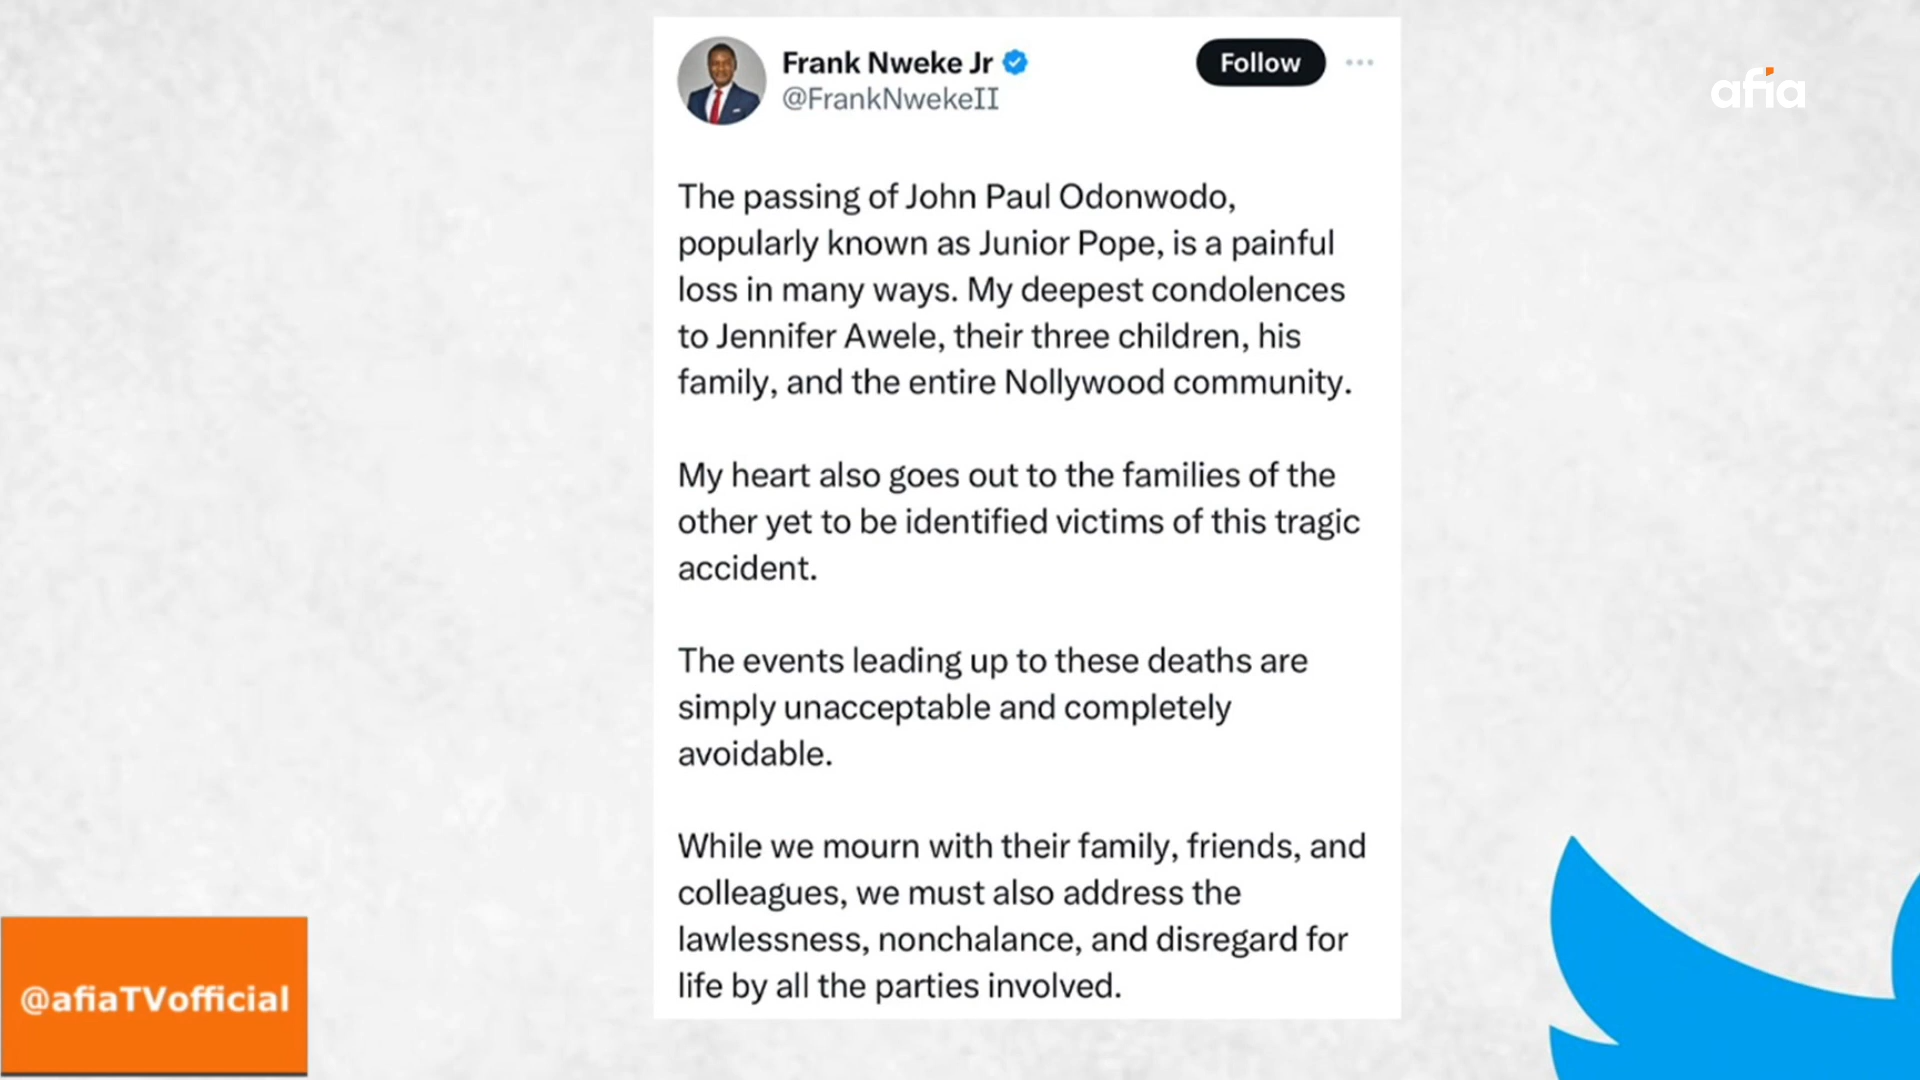 Frank Nweke Jr
@FrankNwekeII
Follow
afia
The passing of John Paul Odonwodo,
popularly known as Junior Pope, is a painful
loss in many ways. My deepest condolences
to Jennifer Awele, their three children, his
family, and the entire Nollywood community.
My heart also goes out to the families of the
other yet to be identified victims of this tragic
accident.
The events leading up to these deaths are
simply unacceptable and completely
avoidable.
While we mourn with their family, friends, and
colleagues, we must also address the
lawlessness, nonchalance, and disregard for
life by all the parties involved.
@afiaTVofficial